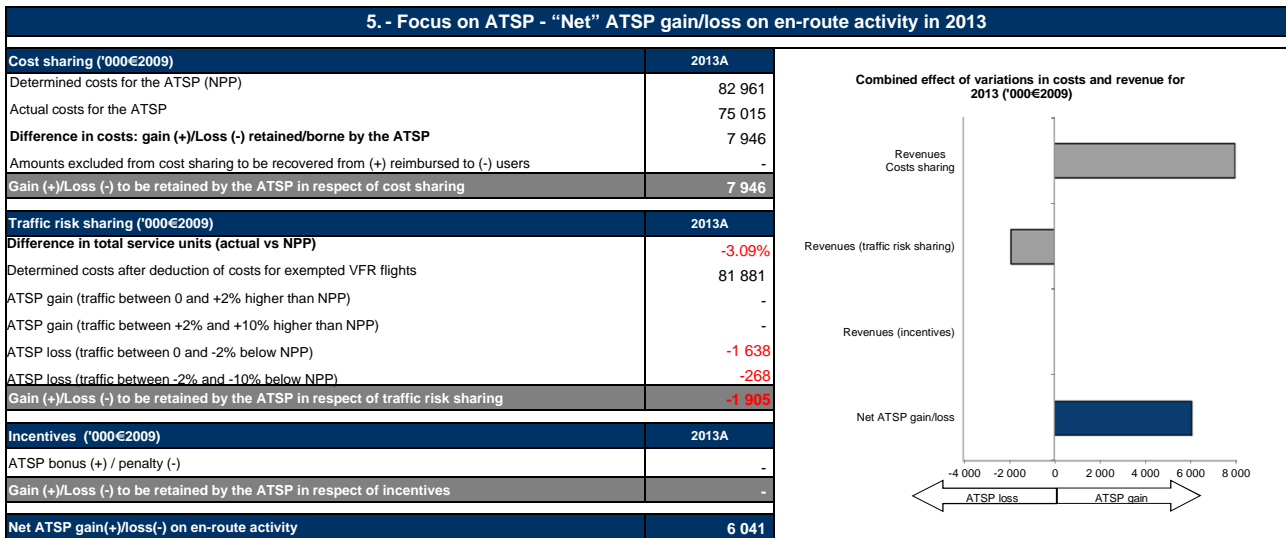 5. - Focus on ATSP - “Net” ATSP gain/loss on en-route activity in 2013
Cost sharing ('000€2009) 2013A
Determined costs for the ATSP (NPP) 82 961
Actual costs for the ATSP 75 015
Difference in costs: gain (+)/Loss (-) retained/borne by the ATSP 7 946
Amounts excluded from cost sharing to be recovered from (+) reimbursed to (-) users -
Gain (+)/Loss (-) to be retained by the ATSP in respect of cost sharing 7 946
Traffic risk sharing ('000€2009) 2013A
Difference in total service units (actual vs NPP) -3.09%
Determined costs after deduction of costs for exempted VFR flights 81 881
ATSP gain (traffic between 0 and +2% higher than NPP) -
ATSP gain (traffic between +2% and +10% higher than NPP) -
ATSP loss (traffic between 0 and -2% below NPP) -1 638
ATSP loss (traffic between -2% and -10% below NPP) -268
Gain (+)/Loss (-) to be retained by the ATSP in respect of traffic risk sharing -1 905
Incentives ('000€2009) 2013A
ATSP bonus (+) / penalty (-) -
Gain (+)/Loss (-) to be retained by the ATSP in respect of incentives -
Net ATSP gain(+)/loss(-) on en-route activity 6 041
Combined effect of variations in costs and revenue for
2013 ('000€2009)
Revenues
Costs sharing
Revenues (traffic risk sharing)
Revenues (incentives)
Net ATSP gain/loss
-4 000 -2 000 0 2 000 4 000 6 000 8 000
ATSP loss ATSP gain